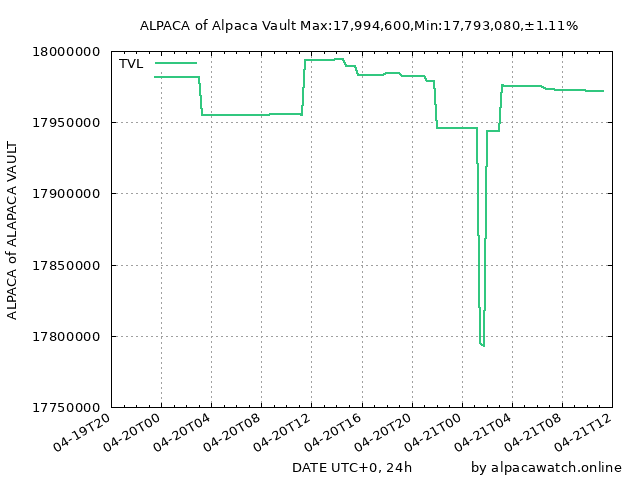 ALPACA of Alpaca Vault Max:17,994,600,Min:17,793,080,±1.11%
TVL
18000000
17950000
17900000
17850000
17800000
17750000
ALPACA of ALAPACA VAULT
04-19T20
04-20T00
04-20T04
04-20T08
04-20T12
04-20T16
04-20T20
04-21T00
04-21T04
04-21T08
04-21T12
DATE UTC+0, 24h
by alpacawatch.online